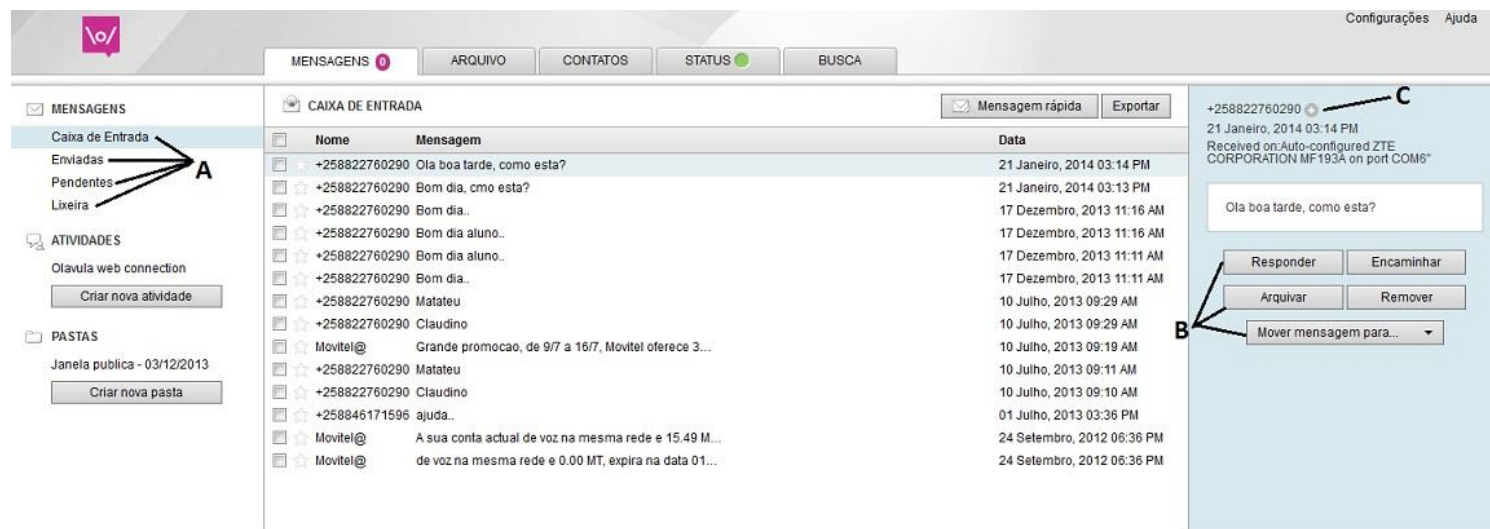 \o/
Configurações Ajuda
MENSAGENS 0 ARQUIVO CONTATOS STATUS BUSCA
MENSAGENS
Caixa de Entrada
Enviadas
Pendentes
Lixeira
A
ATIVIDADES
Olavula web connection
Criar nova atividade
PASTAS
Janela publica - 03/12/2013
Criar nova pasta
CAIXA DE ENTRADA Mensagem rápida Exportar
Nome Mensagem Data
+258822760290 Ola boa tarde, como esta? 21 Janeiro, 2014 03:14 PM
+258822760290 Bom dia, cmo esta? 21 Janeiro, 2014 03:13 PM
+258822760290 Bom dia.. 17 Dezembro, 2013 11:16 AM
+258822760290 Bom dia aluno.. 17 Dezembro, 2013 11:16 AM
+258822760290 Bom dia aluno.. 17 Dezembro, 2013 11:11 AM
+258822760290 Bom dia.. 17 Dezembro, 2013 11:11 AM
+258822760290 Matateu 10 Julho, 2013 09:29 AM
+258822760290 Claudino 10 Julho, 2013 09:29 AM
Movitel@ Grande promocao, de 9/7 a 16/7, Movitel oferece 3... 10 Julho, 2013 09:19 AM
+258822760290 Matateu 10 Julho, 2013 09:11 AM
+258822760290 Claudino 10 Julho, 2013 09:10 AM
+258846171596 ajuda.. 01 Julho, 2013 03:36 PM
Movitel@ A sua conta actual de voz na mesma rede e 15.49 M... 24 Setembro, 2012 06:36 PM
Movitel@ de voz na mesma rede e 0.00 MT, expira na data 01... 24 Setembro, 2012 06:36 PM
+258822760290 C
21 Janeiro, 2014 03:14 PM
Received on:Auto-configured ZTE
CORPORATION MF193A on port COM6"
Ola boa tarde, como esta?
Responder Encaminhar
Arquivar Remover
B
Mover mensagem para...